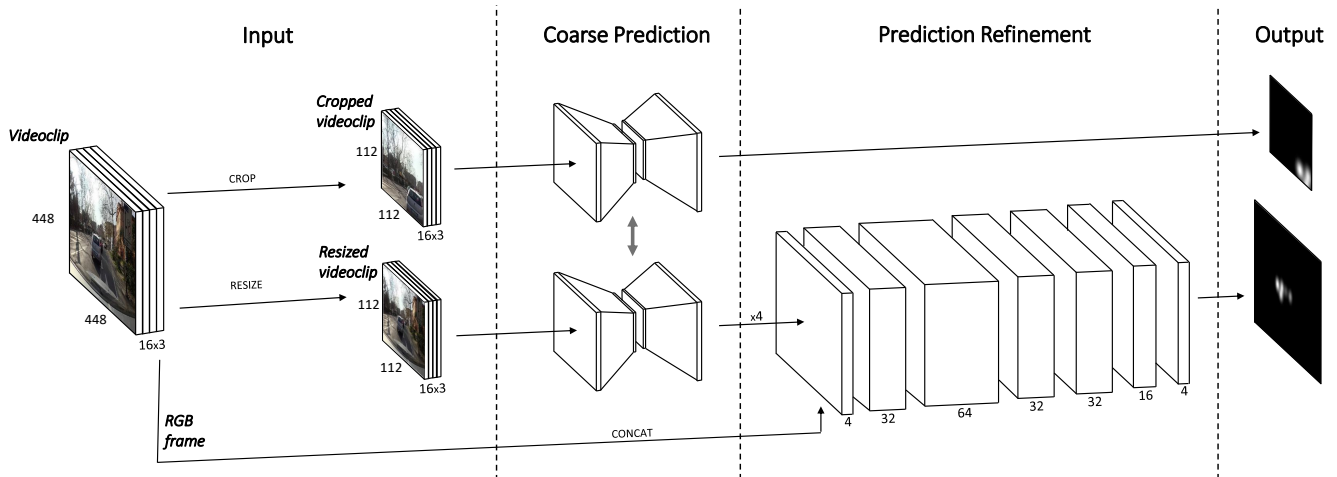 Input
Coarse Prediction
Prediction Refinement
Output
Videoclip
448
448
16x3
CROP
RESIZE
Cropped
videoclip
112
112
16x3
Resized
videoclip
112
112
16x3
x4
4
32
64
32
32
16
4
RGB
frame
CONCAT